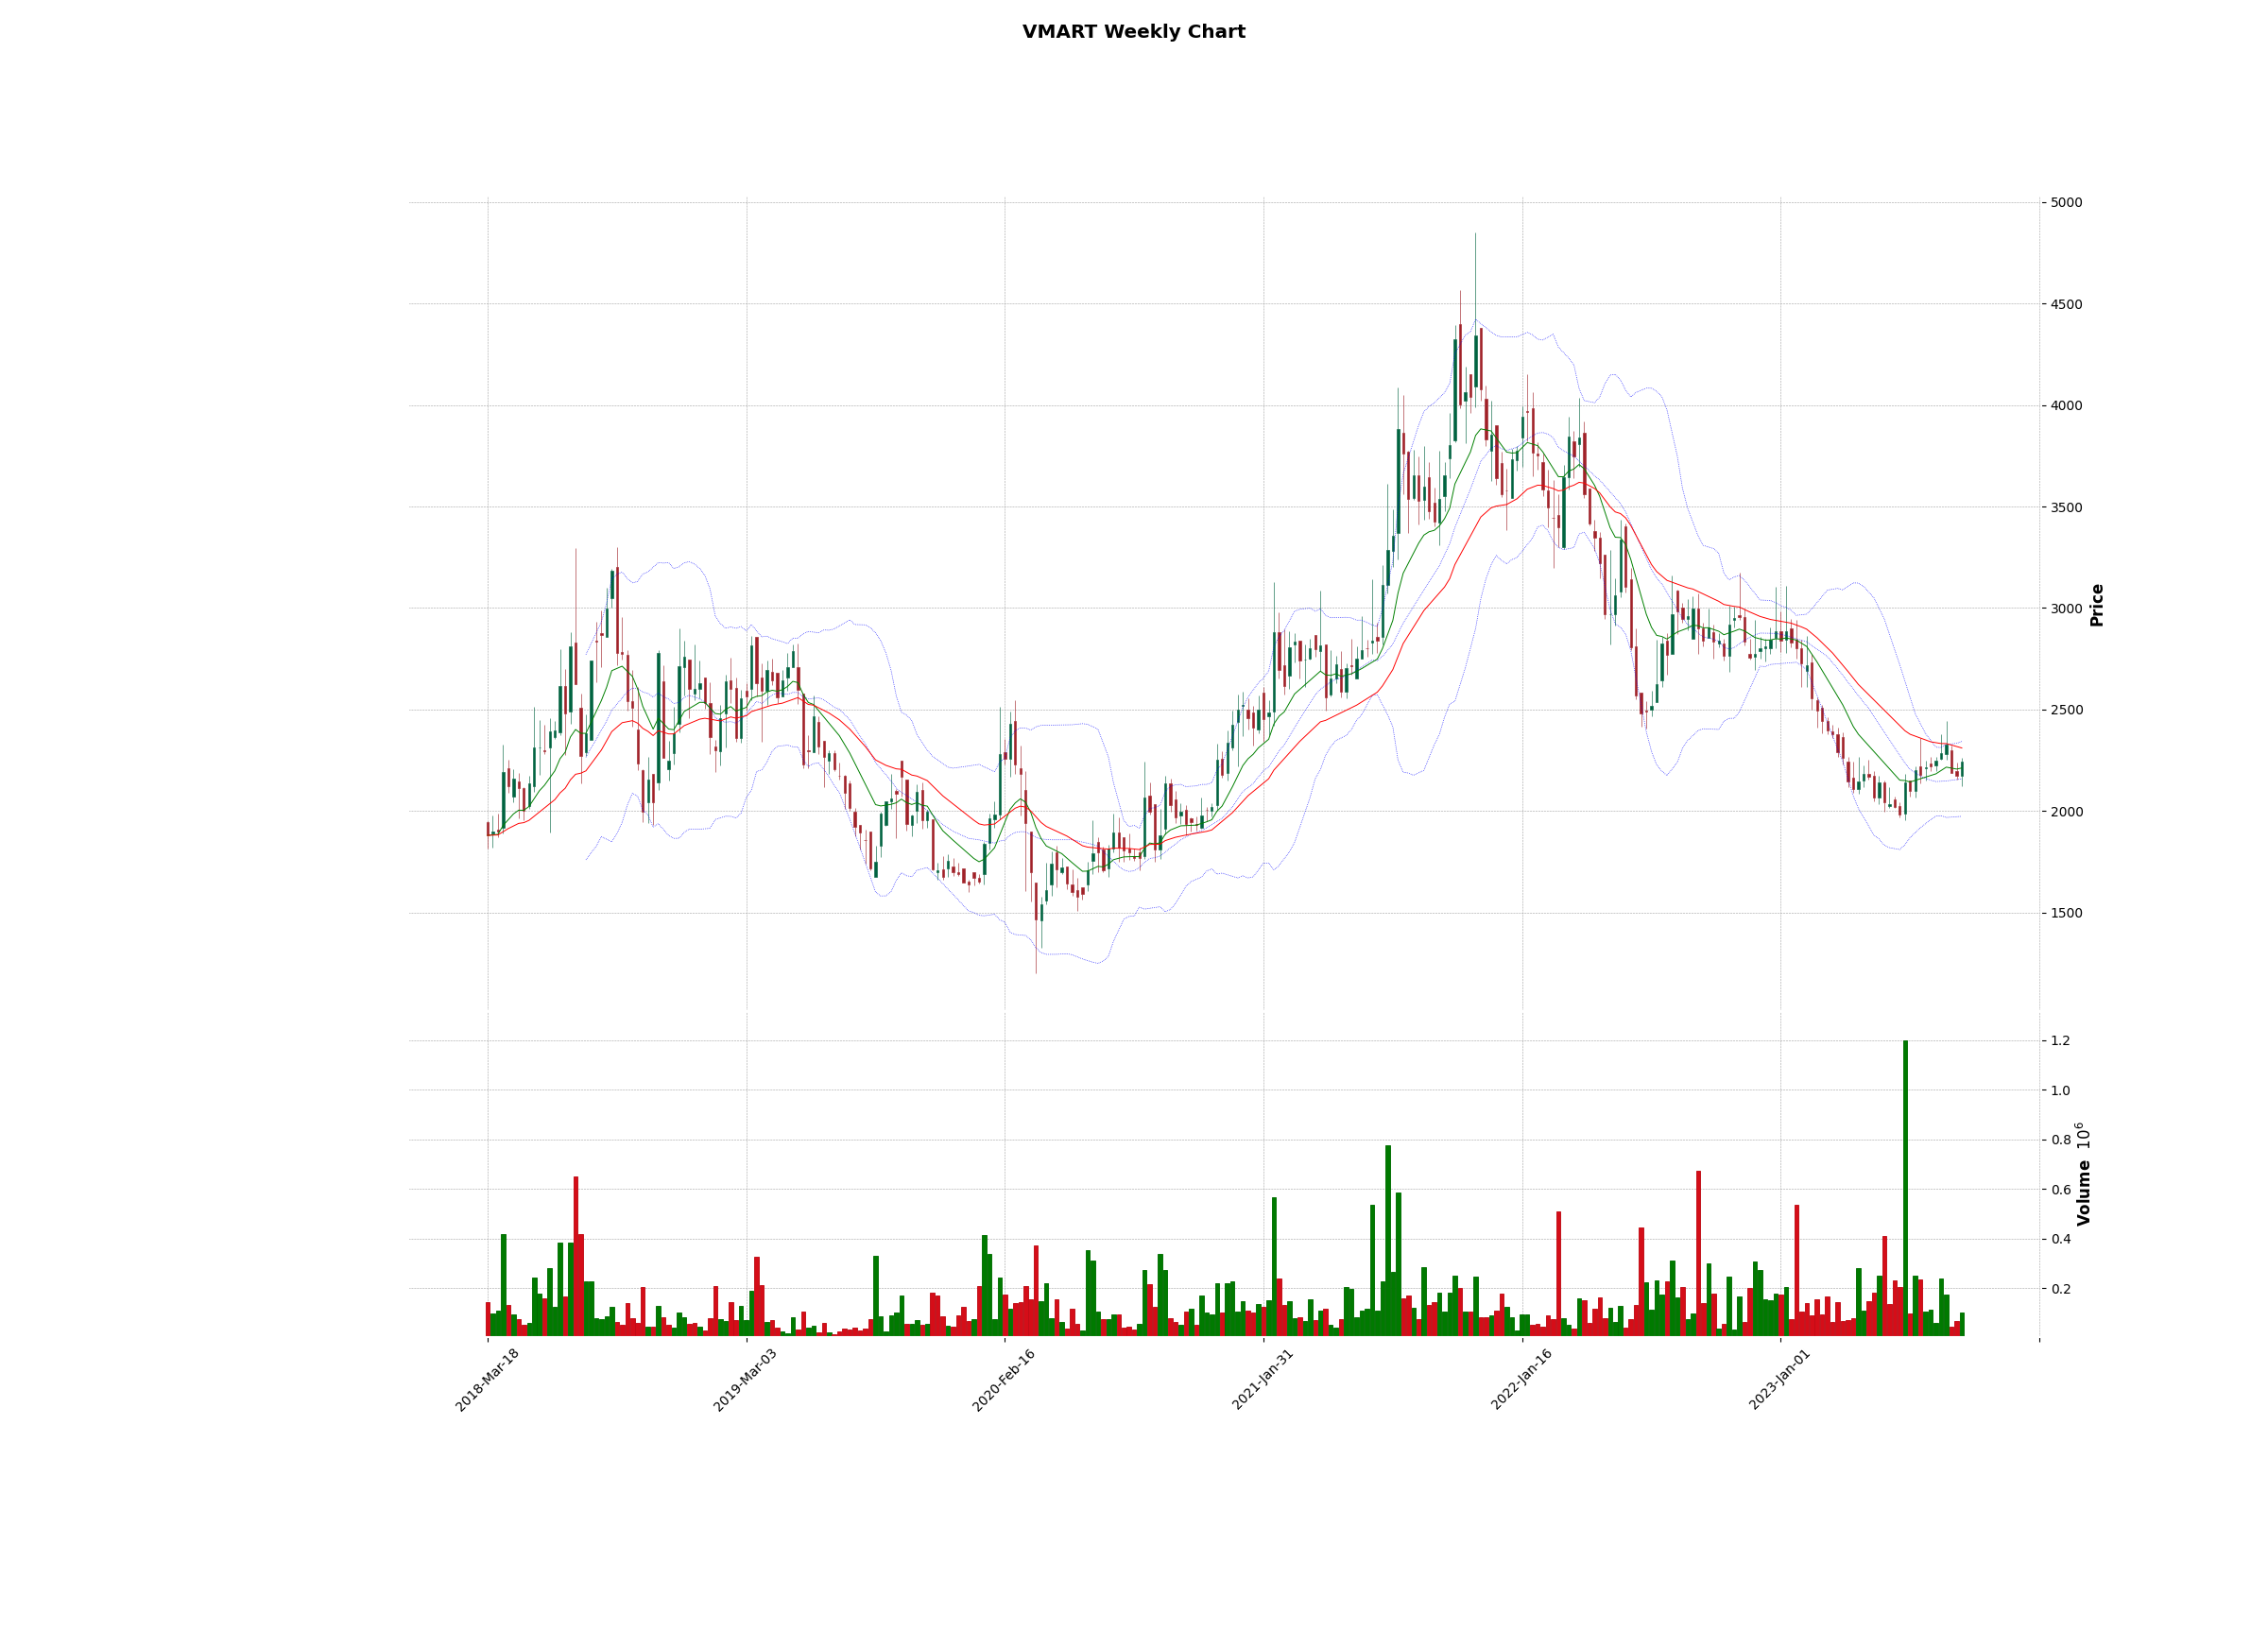 VMART Weekly Chart
5000
4500
4000
3500
3000
2500
2000
1500
Price
1.2
1.0
0.8
0.6
0.4
0.2
Volume 10⁶
2018-Mar-18
2019-Mar-03
2020-Feb-16
2021-Jan-31
2022-Jan-16
2023-Jan-01